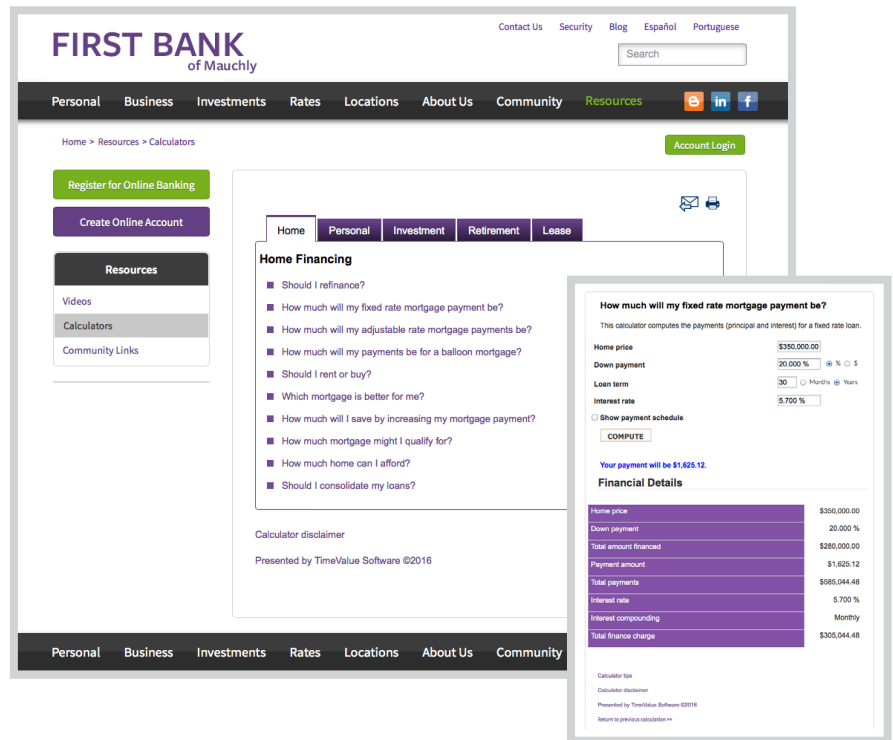 Contact Us Security Blog Español Portuguese
FIRST BANK
of Mauchly
Search
Personal Business Investments Rates Locations About Us Community Resources
Home > Resources > Calculators
Account Login
Register for Online Banking
Create Online Account
Resources
Videos
Calculators
Community Links
Home Personal Investment Retirement Lease
Home Financing
Should I refinance?
How much will my fixed rate mortgage payment be?
How much will my adjustable rate mortgage payments be?
How much will my payments be for a balloon mortgage?
Should I rent or buy?
Which mortgage is better for me?
How much will I save by increasing my mortgage payment?
How much mortgage might I qualify for?
How much home can I afford?
Should I consolidate my loans?
Calculator disclaimer
Presented by TimeValue Software ©2016
Personal Business Investments Rates Locations About Us Community
How much will my fixed rate mortgage payment be?
This calculator computes the payments (principal and interest) for a fixed rate loan.
Home price $350,000.00
Down payment 20.000 % % $
Loan term 30 Months Years
Interest rate 5.700 %
Show payment schedule
COMPUTE
Your payment will be $1,625.12.
Financial Details
Home price $350,000.00
Down payment 20.000 %
Total amount financed $280,000.00
Payment amount $1,625.12
Total payments $585,044.48
Interest rate 5.700 %
Interest compounding Monthly
Total finance charge $305,044.48
Calculator tips
Calculator disclaimer
Presented by TimeValue Software ©2016
Return to previous calculation >>